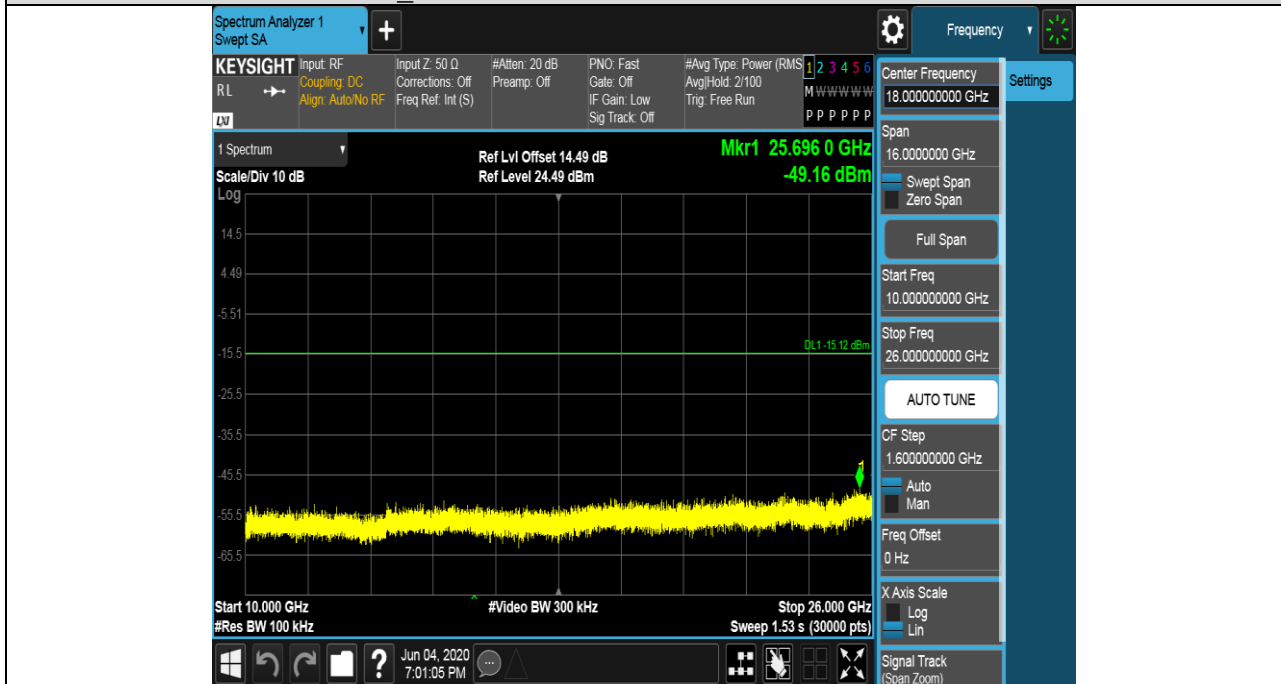 Spectrum Analyzer 1
Swept SA
Frequency
KEYSIGHT
RL
LXI
Input: RF
Coupling: DC
Align: Auto/No RF
Input Z: 50 Ω
Corrections: Off
Freq Ref: Int (S)
#Atten: 20 dB
Preamp: Off
PNO: Fast
Gate: Off
IF Gain: Low
Sig Track: Off
#Avg Type: Power (RMS
Avg|Hold: 2/100
Trig: Free Run
1 2 3 4 5 6
M W W W W W
P P P P P P
1 Spectrum
Scale/Div 10 dB
Ref Lvl Offset 14.49 dB
Ref Level 24.49 dBm
Mkr1 25.696 0 GHz
-49.16 dBm
Log
14.5
4.49
-5.51
-15.5
DL1 -15.12 dBm
-25.5
-35.5
-45.5
1
-55.5
-65.5
Start 10.000 GHz
#Video BW 300 kHz
Stop 26.000 GHz
#Res BW 100 kHz
Sweep 1.53 s (30000 pts)
Jun 04, 2020
7:01:05 PM
Center Frequency
18.000000000 GHz
Settings
Span
16.0000000 GHz
Swept Span
Zero Span
Full Span
Start Freq
10.000000000 GHz
Stop Freq
26.000000000 GHz
AUTO TUNE
CF Step
1.600000000 GHz
Auto
Man
Freq Offset
0 Hz
X Axis Scale
Log
Lin
Signal Track
(Span Zoom)